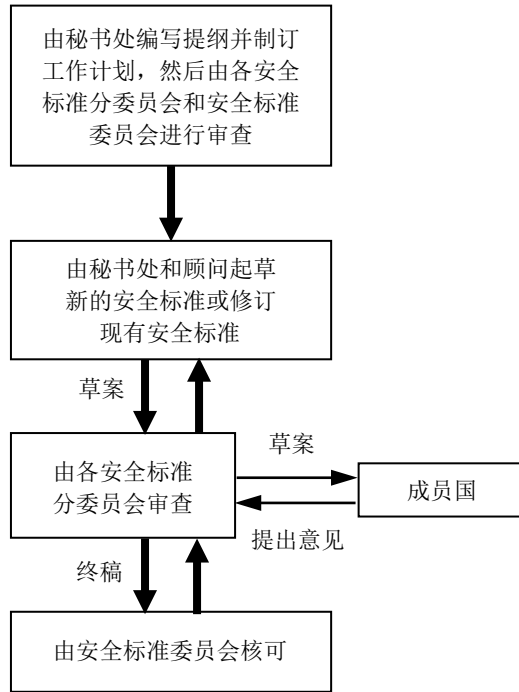 由秘书处编写提纲并制订
工作计划，然后由各安全
标准分委员会和安全标准
委员会进行审查
由秘书处和顾问起草
新的安全标准或修订
现有安全标准
草案
草案
由各安全标准
分委员会审查
成员国
提出意见
终稿
由安全标准委员会核可